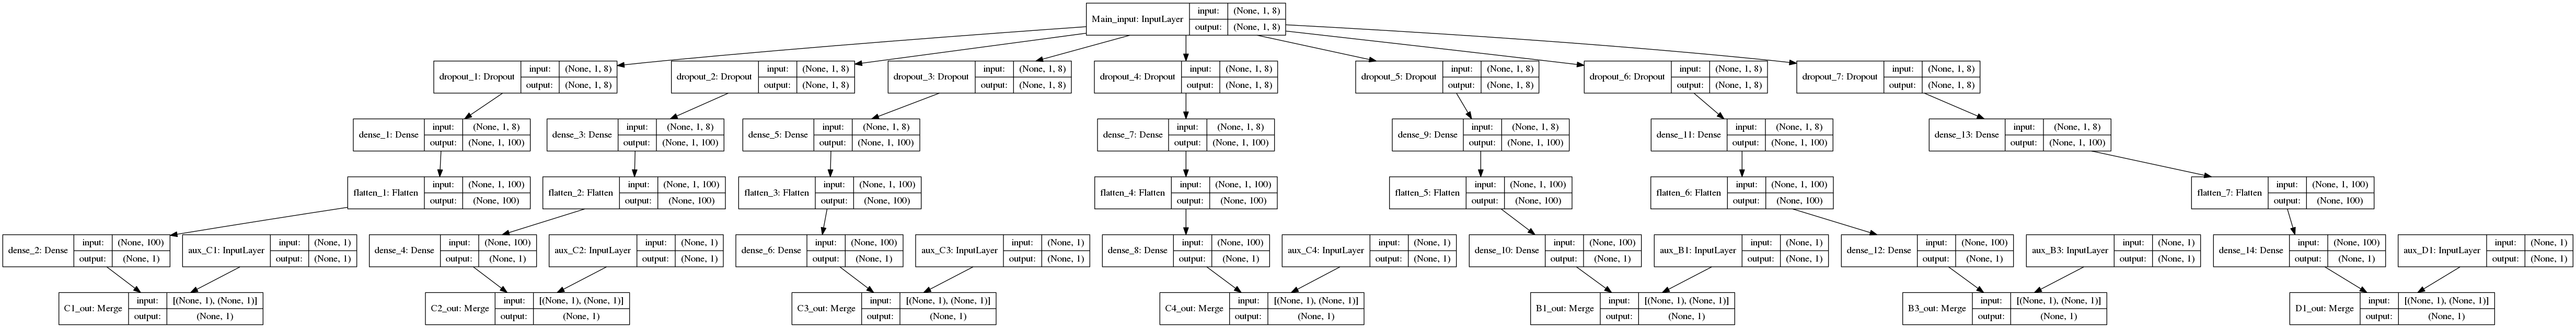 Main_input: InputLayer input: (None, 1, 8)
output: (None, 1, 8)
dropout_1: Dropout input: (None, 1, 8)
output: (None, 1, 8)
dropout_2: Dropout input: (None, 1, 8)
output: (None, 1, 8)
dropout_3: Dropout input: (None, 1, 8)
output: (None, 1, 8)
dropout_4: Dropout input: (None, 1, 8)
output: (None, 1, 8)
dropout_5: Dropout input: (None, 1, 8)
output: (None, 1, 8)
dropout_6: Dropout input: (None, 1, 8)
output: (None, 1, 8)
dropout_7: Dropout input: (None, 1, 8)
output: (None, 1, 8)
dense_1: Dense input: (None, 1, 8)
output: (None, 1, 100)
dense_3: Dense input: (None, 1, 8)
output: (None, 1, 100)
dense_5: Dense input: (None, 1, 8)
output: (None, 1, 100)
dense_7: Dense input: (None, 1, 8)
output: (None, 1, 100)
dense_9: Dense input: (None, 1, 8)
output: (None, 1, 100)
dense_11: Dense input: (None, 1, 8)
output: (None, 1, 100)
dense_13: Dense input: (None, 1, 8)
output: (None, 1, 100)
flatten_1: Flatten input: (None, 1, 100)
output: (None, 100)
flatten_2: Flatten input: (None, 1, 100)
output: (None, 100)
flatten_3: Flatten input: (None, 1, 100)
output: (None, 100)
flatten_4: Flatten input: (None, 1, 100)
output: (None, 100)
flatten_5: Flatten input: (None, 1, 100)
output: (None, 100)
flatten_6: Flatten input: (None, 1, 100)
output: (None, 100)
flatten_7: Flatten input: (None, 1, 100)
output: (None, 100)
dense_2: Dense input: (None, 100)
output: (None, 1)
aux_C1: InputLayer input: (None, 1)
output: (None, 1)
dense_4: Dense input: (None, 100)
output: (None, 1)
aux_C2: InputLayer input: (None, 1)
output: (None, 1)
dense_6: Dense input: (None, 100)
output: (None, 1)
aux_C3: InputLayer input: (None, 1)
output: (None, 1)
dense_8: Dense input: (None, 100)
output: (None, 1)
aux_C4: InputLayer input: (None, 1)
output: (None, 1)
dense_10: Dense input: (None, 100)
output: (None, 1)
aux_B1: InputLayer input: (None, 1)
output: (None, 1)
dense_12: Dense input: (None, 100)
output: (None, 1)
aux_B3: InputLayer input: (None, 1)
output: (None, 1)
dense_14: Dense input: (None, 100)
output: (None, 1)
aux_D1: InputLayer input: (None, 1)
output: (None, 1)
C1_out: Merge input: [(None, 1), (None, 1)]
output: (None, 1)
C2_out: Merge input: [(None, 1), (None, 1)]
output: (None, 1)
C3_out: Merge input: [(None, 1), (None, 1)]
output: (None, 1)
C4_out: Merge input: [(None, 1), (None, 1)]
output: (None, 1)
B1_out: Merge input: [(None, 1), (None, 1)]
output: (None, 1)
B3_out: Merge input: [(None, 1), (None, 1)]
output: (None, 1)
D1_out: Merge input: [(None, 1), (None, 1)]
output: (None, 1)